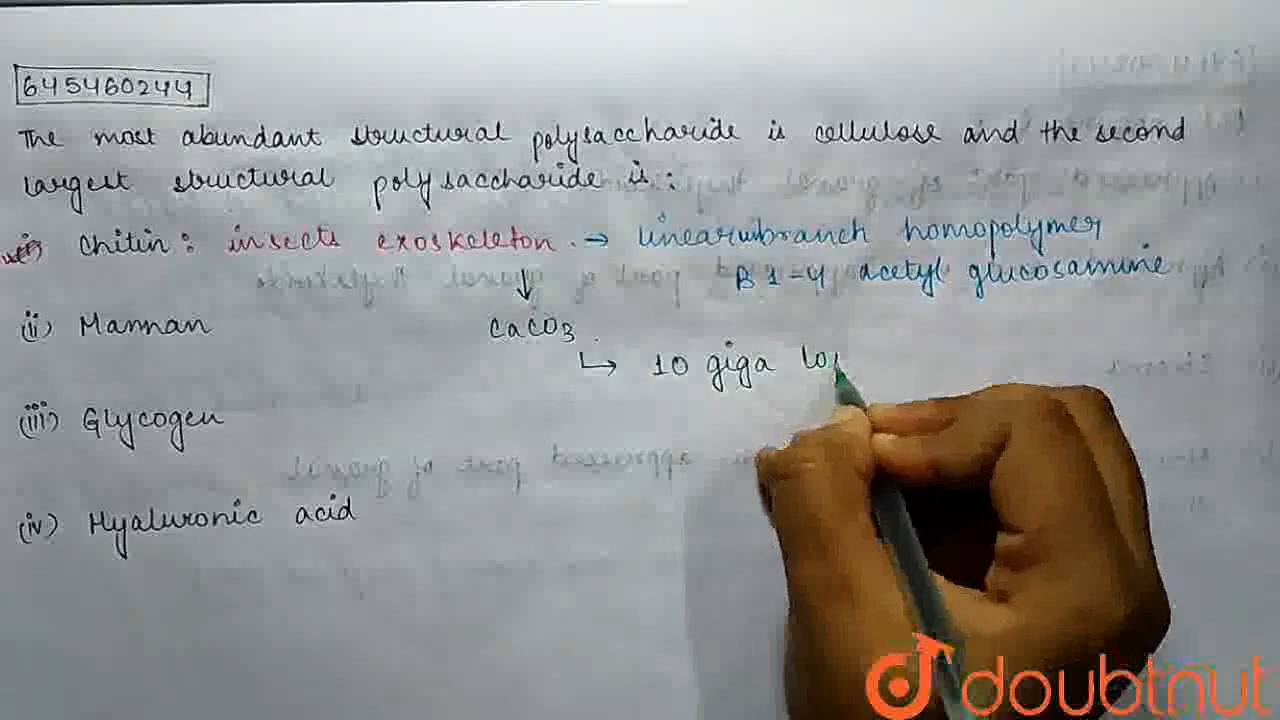 645460244
The most abundant structural polysaccharide is cellulose and the second
largest structural polysaccharide is:
i) Chitin: insects exoskeleton. → linear unbranch homopolymer
B 1-4 acetyl glucosamine
(ii) Mannan
CaCO3
↳ 10 giga
(iii) Glycogen
(iv) Hyaluronic acid
doubtnut